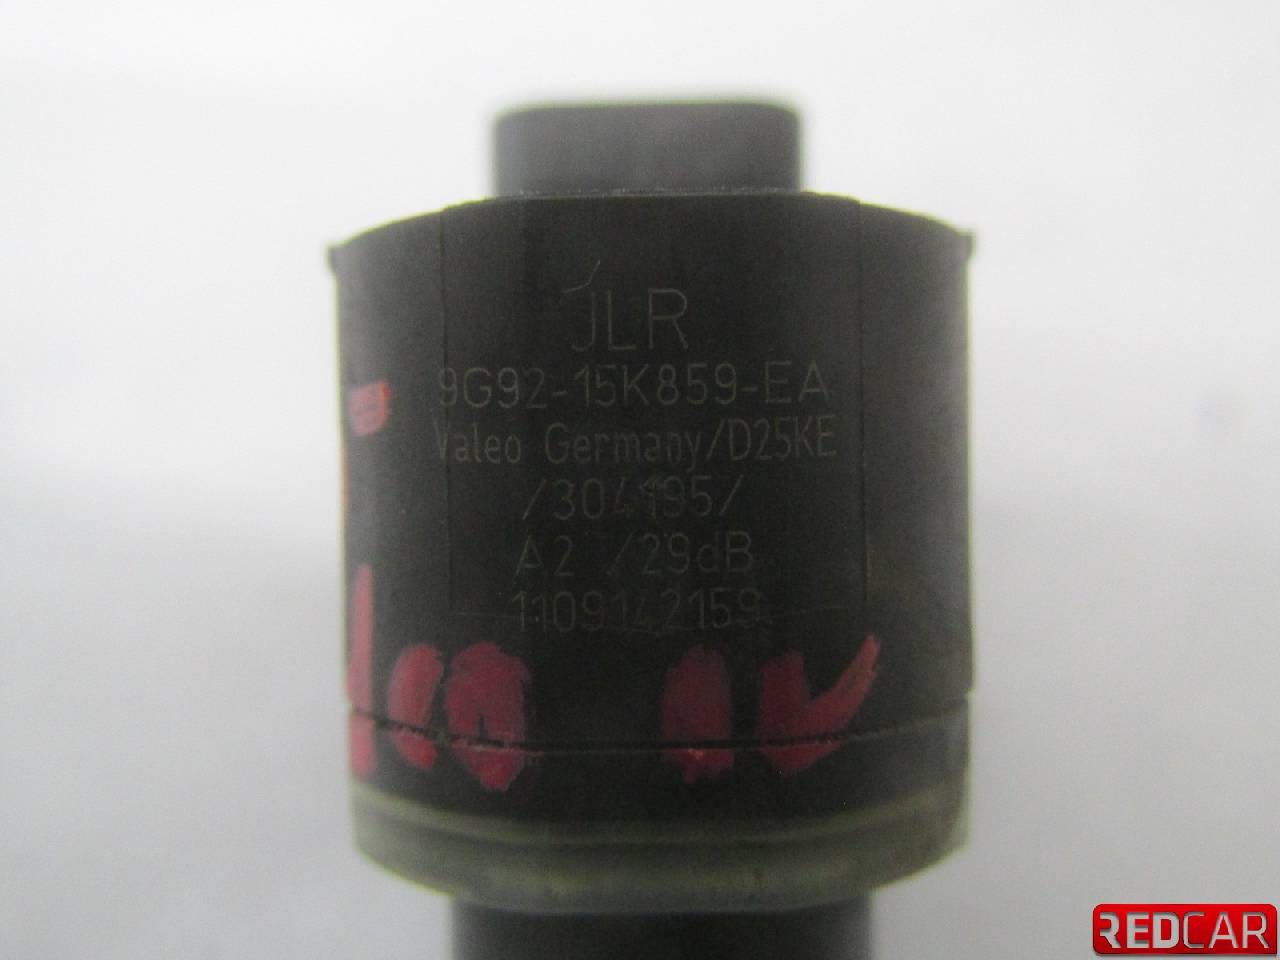 JLR
9G92-15K859-EA
Valeo Germany/D25KE
/304195/
A2 /29dB
1109142159
REDCAR